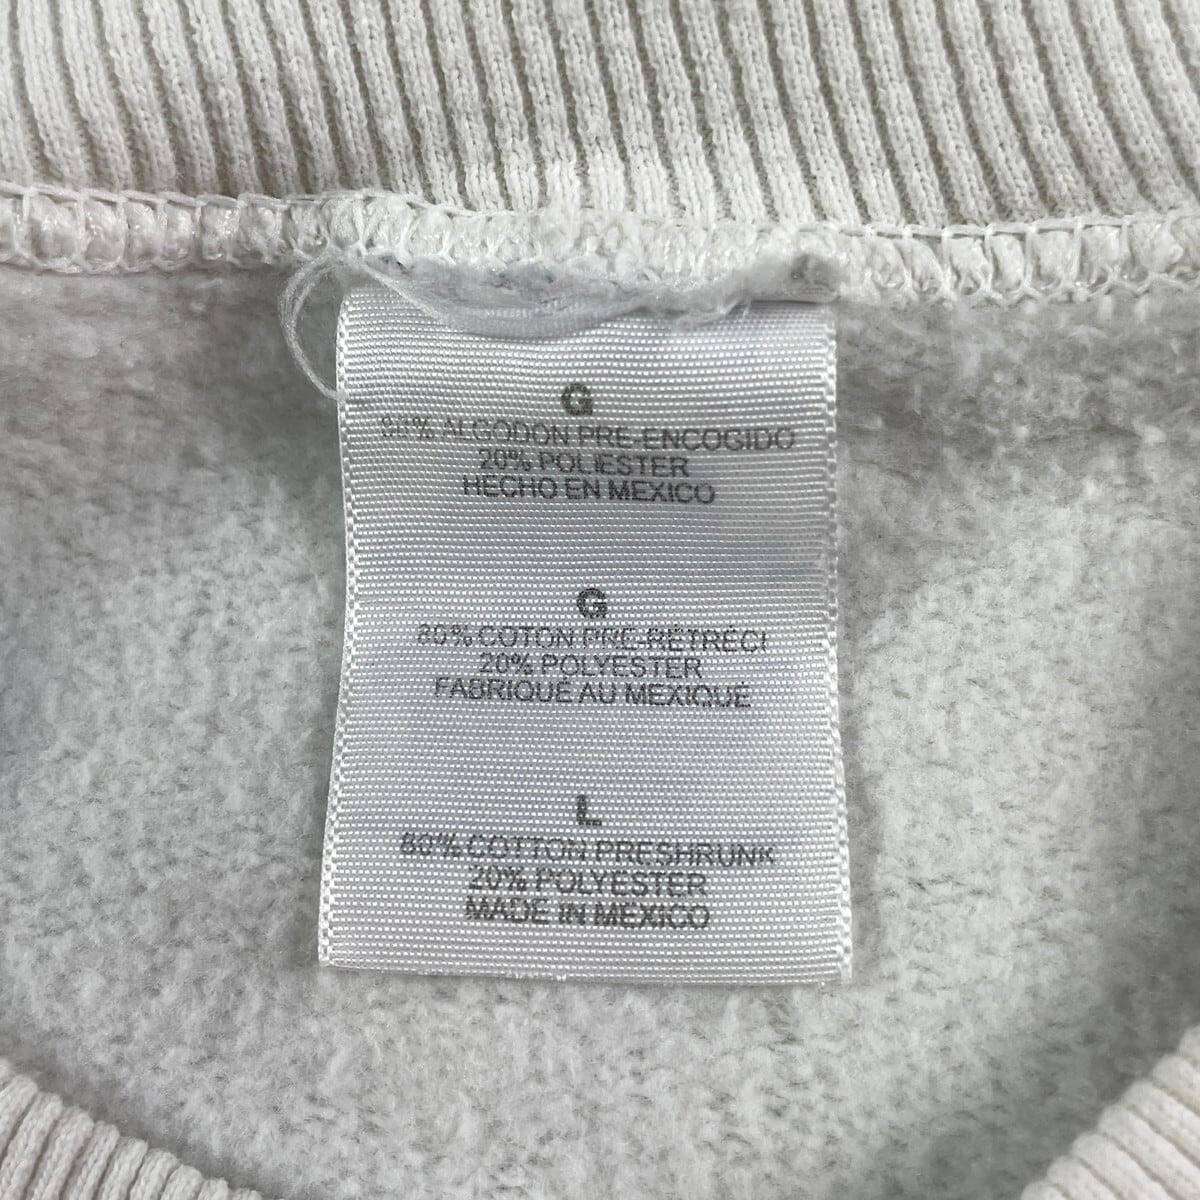 G
80% ALGODON PRE-ENCOGIDO
20% POLIESTER
HECHO EN MEXICO
G
80% COTON PRE-RÉTRÉCI
20% POLYESTER
FABRIQUÉ AU MEXIQUE
L
80% COTTON PRESHRUNK
20% POLYESTER
MADE IN MEXICO